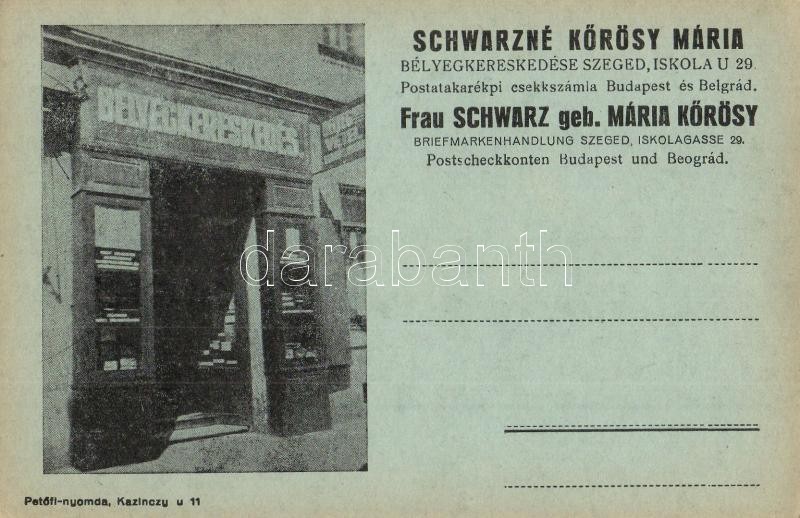 SCHWARZNÉ KŐRÖSY MÁRIA
BÉLYEGKERESKEDÉSE SZEGED, ISKOLA U 29.
Postatakarékpi csekkszámla Budapest és Belgrád.
Frau SCHWARZ geb. MÁRIA KŐRÖSY
BRIEFMARKENHANDLUNG SZEGED, ISKOLAGASSE 29.
Postscheckkonten Budapest und Beográd.
BÉLYEGKERESKEDÉS.
darabanth
Petőfi-nyomda, Kazinczy u 11